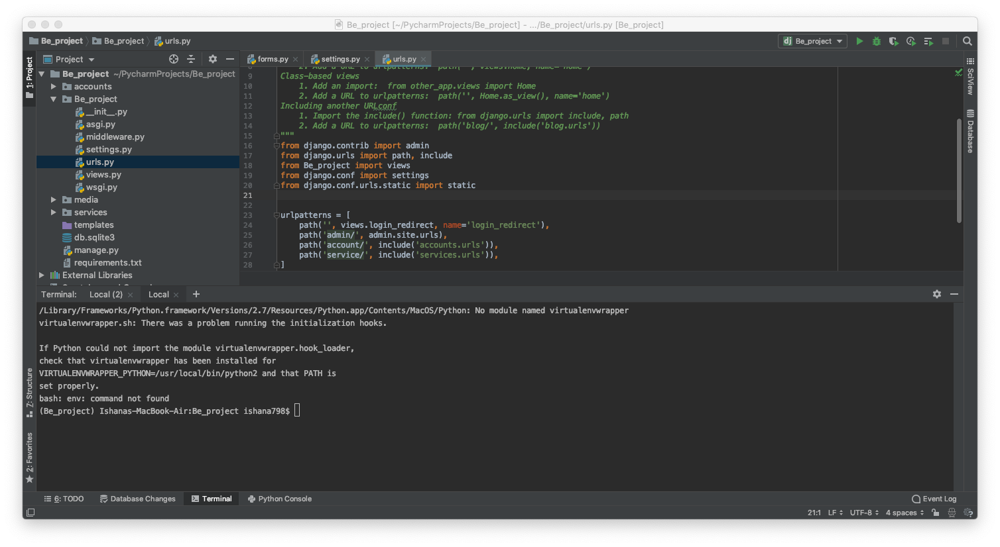 Be_project [~/PycharmProjects/Be_project] - .../Be_project/urls.py [Be_project]
Be_project Be_project urls.py
dj Be_project
Project
forms.py settings.py urls.py
1: Project
Be_project ~/PycharmProjects/Be_project
accounts
Be_project
__init__.py
asgi.py
middleware.py
settings.py
urls.py
views.py
wsgi.py
media
services
templates
db.sqlite3
manage.py
requirements.txt
External Libraries
8 2. Add a URL to urlpatterns: path('', views.home, name='home')
9 Class-based views
10 1. Add an import: from other_app.views import Home
11 2. Add a URL to urlpatterns: path('', Home.as_view(), name='home')
12 Including another URLconf
13 1. Import the include() function: from django.urls import include, path
14 2. Add a URL to urlpatterns: path('blog/', include('blog.urls'))
15 """
16 from django.contrib import admin
17 from django.urls import path, include
18 from Be_project import views
19 from django.conf import settings
20 from django.conf.urls.static import static
21
22
23 urlpatterns = [
24 path('', views.login_redirect, name='login_redirect'),
25 path('admin/', admin.site.urls),
26 path('account/', include('accounts.urls')),
27 path('service/', include('services.urls')),
28 ]
SciView
Database
Terminal: Local (2) Local +
/Library/Frameworks/Python.framework/Versions/2.7/Resources/Python.app/Contents/MacOS/Python: No module named virtualenvwrapper
virtualenvwrapper.sh: There was a problem running the initialization hooks.
If Python could not import the module virtualenvwrapper.hook_loader,
check that virtualenvwrapper has been installed for
VIRTUALENVWRAPPER_PYTHON=/usr/local/bin/python2 and that PATH is
set properly.
bash: env: command not found
(Be_project) Ishanas-MacBook-Air:Be_project ishana798$
7: Structure
2: Favorites
6: TODO Database Changes Terminal Python Console Event Log
21:1 LF UTF-8 4 spaces